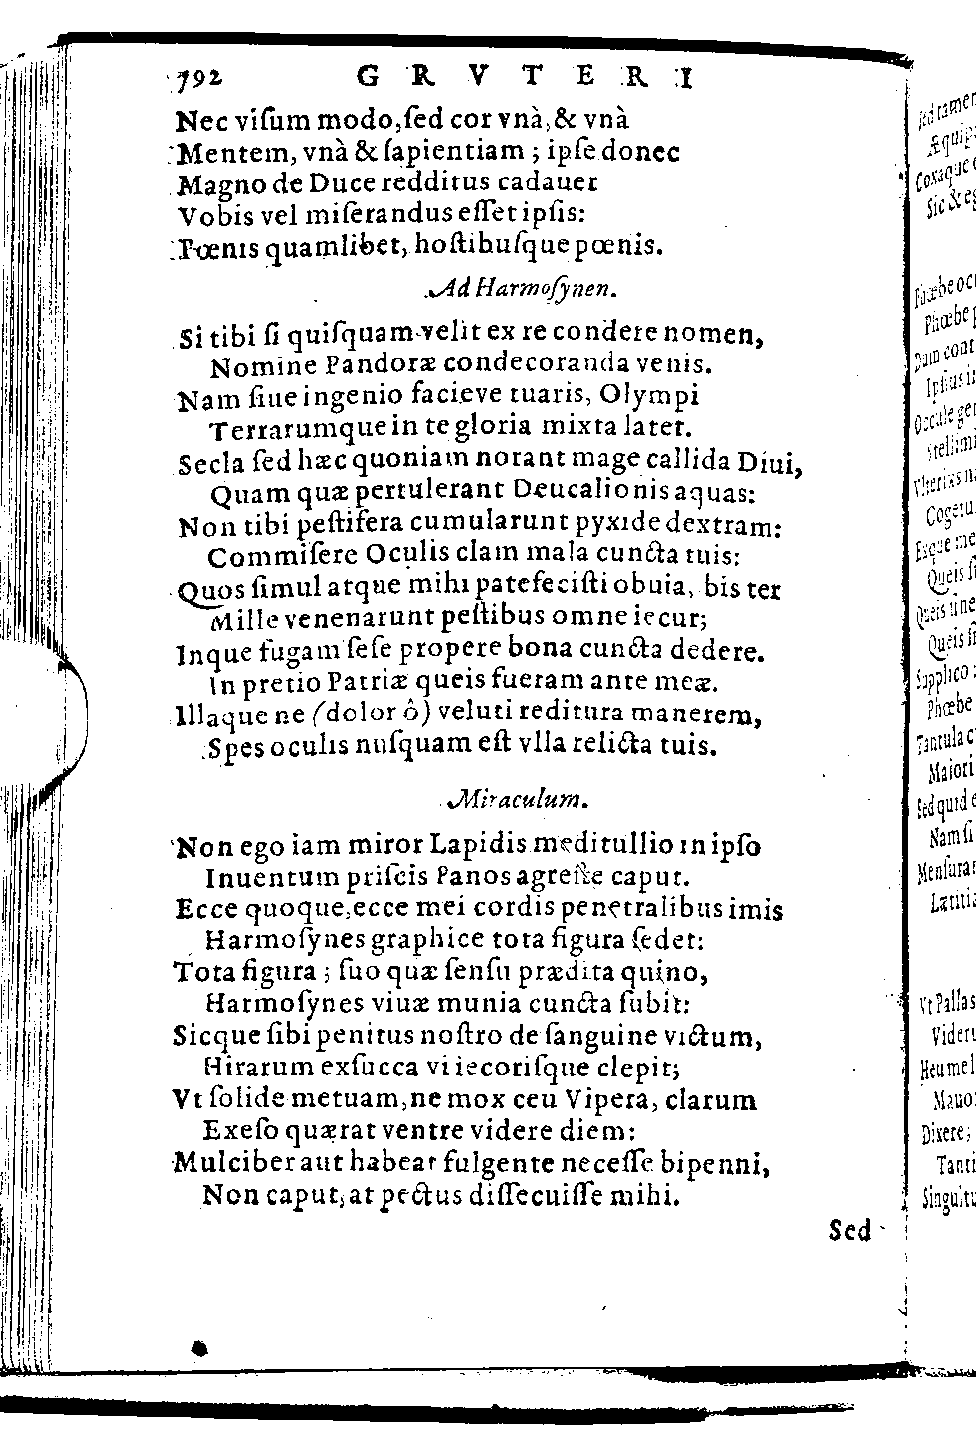 792 GRVTERI
Nec viſum modo, ſed cor vnà, & vnà
Mentem, vnà & ſapientiam; ipſe donec
Magno de Duce redditus cadauer
Vobis vel miſerandus eſſet ipſis:
Pœnis quamlibet, hoſtibuſque pœnis.
Ad Harmoſynen.
Si tibi ſi quiſquam velit ex re condere nomen,
Nomine Pandoræ condecoranda venis.
Nam ſiue ingenio facieve tuaris, Olympi
Terrarumque in te gloria mixta latet.
Secla ſed hæc quoniam norant mage callida Diui,
Quam quæ pertulerant Deucalionis aquas:
Non tibi peſtifera cumularunt pyxide dextram:
Commiſere Oculis clam mala cuncta tuis:
Quos ſimul atque mihi patefeciſti obuia, bis ter
Mille venenarunt peſtibus omne iecur;
Inque fugam ſeſe propere bona cuncta dedere.
In pretio Patriæ queis fueram ante meæ.
Illaque ne (dolor ô) veluti reditura manerem,
Spes oculis nuſquam eſt vlla relicta tuis.
Miraculum.
Non ego iam miror Lapidis meditullio in ipſo
Inuentum priſcis Panos agreſte caput.
Ecce quoque, ecce mei cordis penetralibus imis
Harmoſynes graphice tota figura ſedet:
Tota figura; ſuo quæ ſenſu prædita quino,
Harmoſynes viuæ munia cuncta ſubit:
Sicque ſibi penitus noſtro de ſanguine victum,
Hirarum exſucca vi iecoriſque clepit;
Vt ſolide metuam, ne mox ceu Vipera, clarum
Exeſo quærat ventre videre diem:
Mulciber aut habeat fulgente neceſſe bipenni,
Non caput, at pectus diſſecuiſſe mihi.
Sed